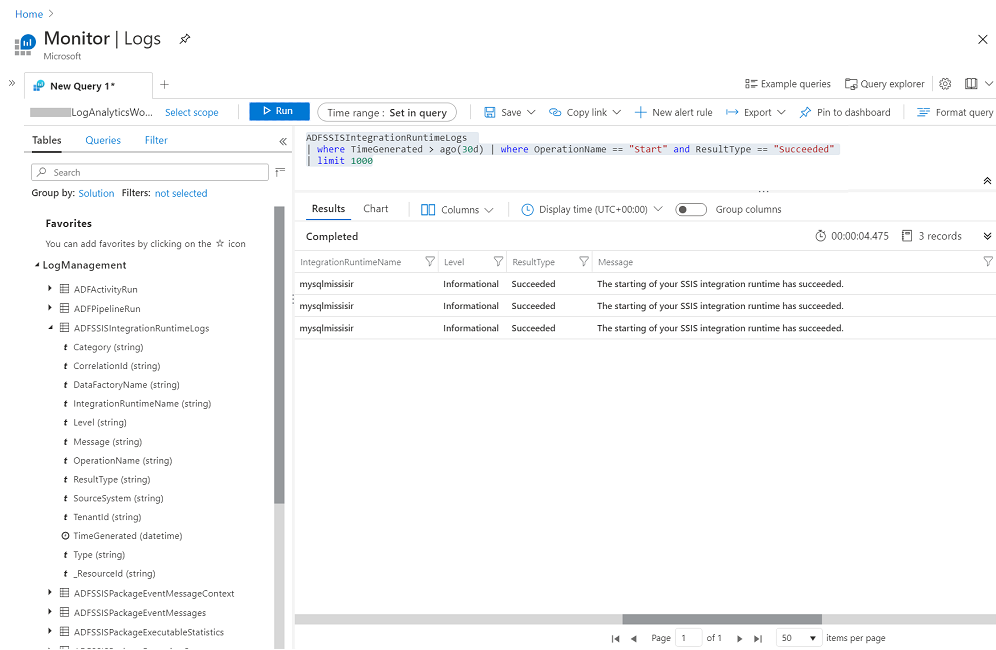 Home
Monitor | Logs
Microsoft
New Query 1*
Example queries
Query explorer
LogAnalyticsWo...
Select scope
Run
Time range : Set in query
Save
Copy link
New alert rule
Export
Pin to dashboard
Format query
Tables
Queries
Filter
Search
Group by: Solution Filters: not selected
Favorites
You can add favorites by clicking on the ☆ icon
LogManagement
ADFActivityRun
ADFPipelineRun
ADFSSISIntegrationRuntimeLogs
t Category (string)
t CorrelationId (string)
t DataFactoryName (string)
t IntegrationRuntimeName (string)
t Level (string)
t Message (string)
t OperationName (string)
t ResultType (string)
t SourceSystem (string)
t TenantId (string)
TimeGenerated (datetime)
t Type (string)
t _ResourceId (string)
ADFSSISPackageEventMessageContext
ADFSSISPackageEventMessages
ADFSSISPackageExecutableStatistics
ADFSSISIntegrationRuntimeLogs
| where TimeGenerated > ago(30d) | where OperationName == "Start" and ResultType == "Succeeded"
| limit 1000
Results
Chart
Columns
Display time (UTC+00:00)
Group columns
Completed
00:00:04.475
3 records
IntegrationRuntimeName Level ResultType Message
mysqlmissisir Informational Succeeded The starting of your SSIS integration runtime has succeeded.
mysqlmissisir Informational Succeeded The starting of your SSIS integration runtime has succeeded.
mysqlmissisir Informational Succeeded The starting of your SSIS integration runtime has succeeded.
Page 1 of 1 50 items per page